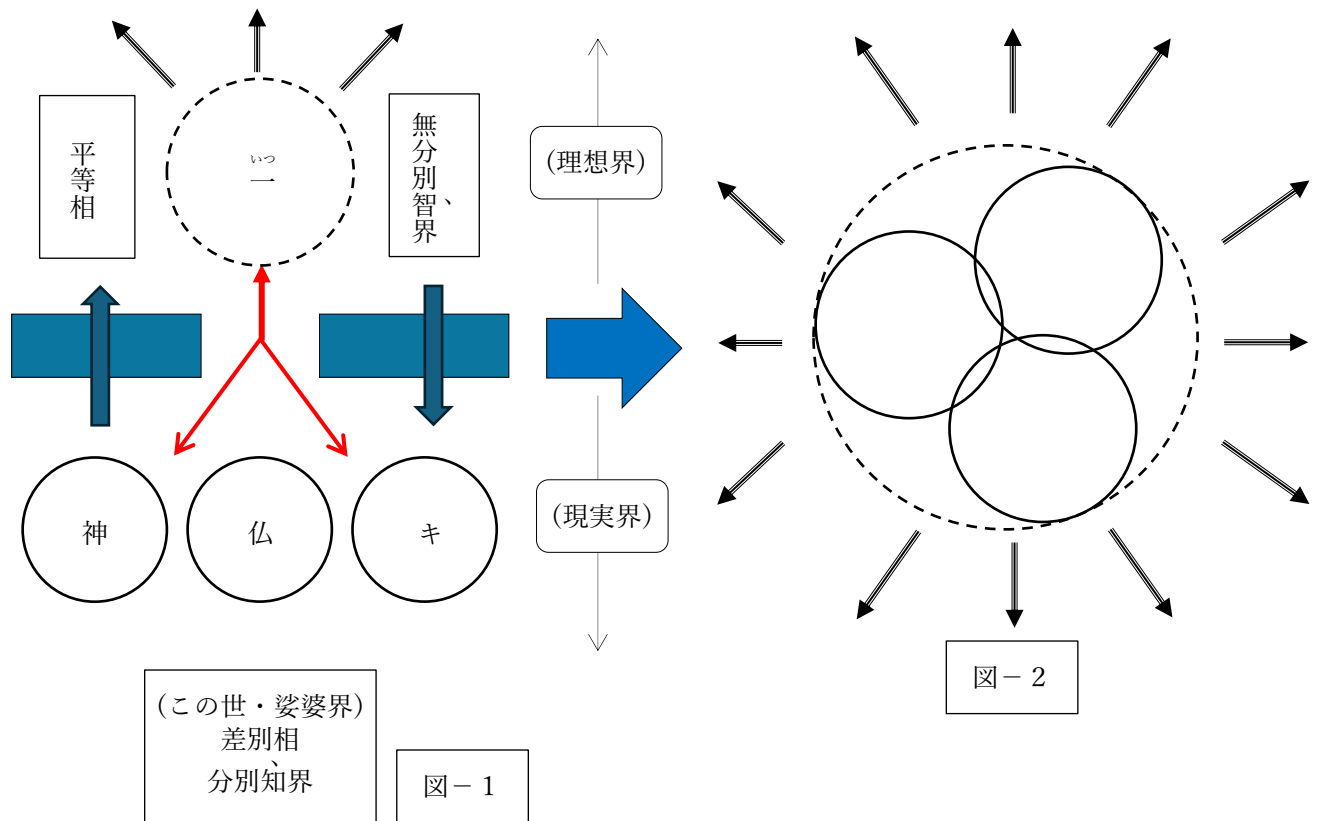 平等相
いつ
一
無分別智、界
(理想界)
神
仏
キ
(現実界)
(この世・娑婆界)
差別相、
分別知界
図－1
図－2